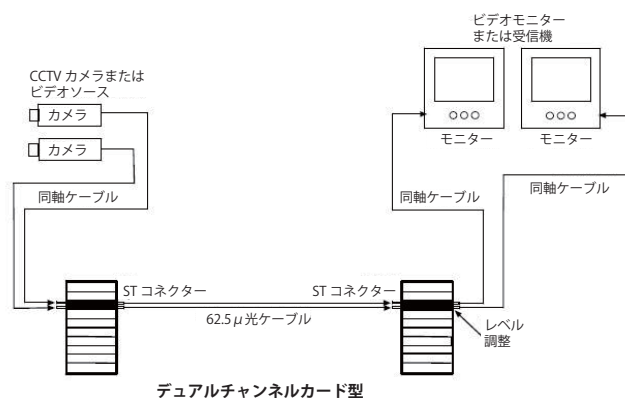 ビデオモニター
または受信機
CCTV カメラまたは
ビデオソース
カメラ
カメラ
モニター
モニター
同軸ケーブル
同軸ケーブル
同軸ケーブル
ST コネクター
ST コネクター
62.5μ光ケーブル
レベル
調整
デュアルチャンネルカード型